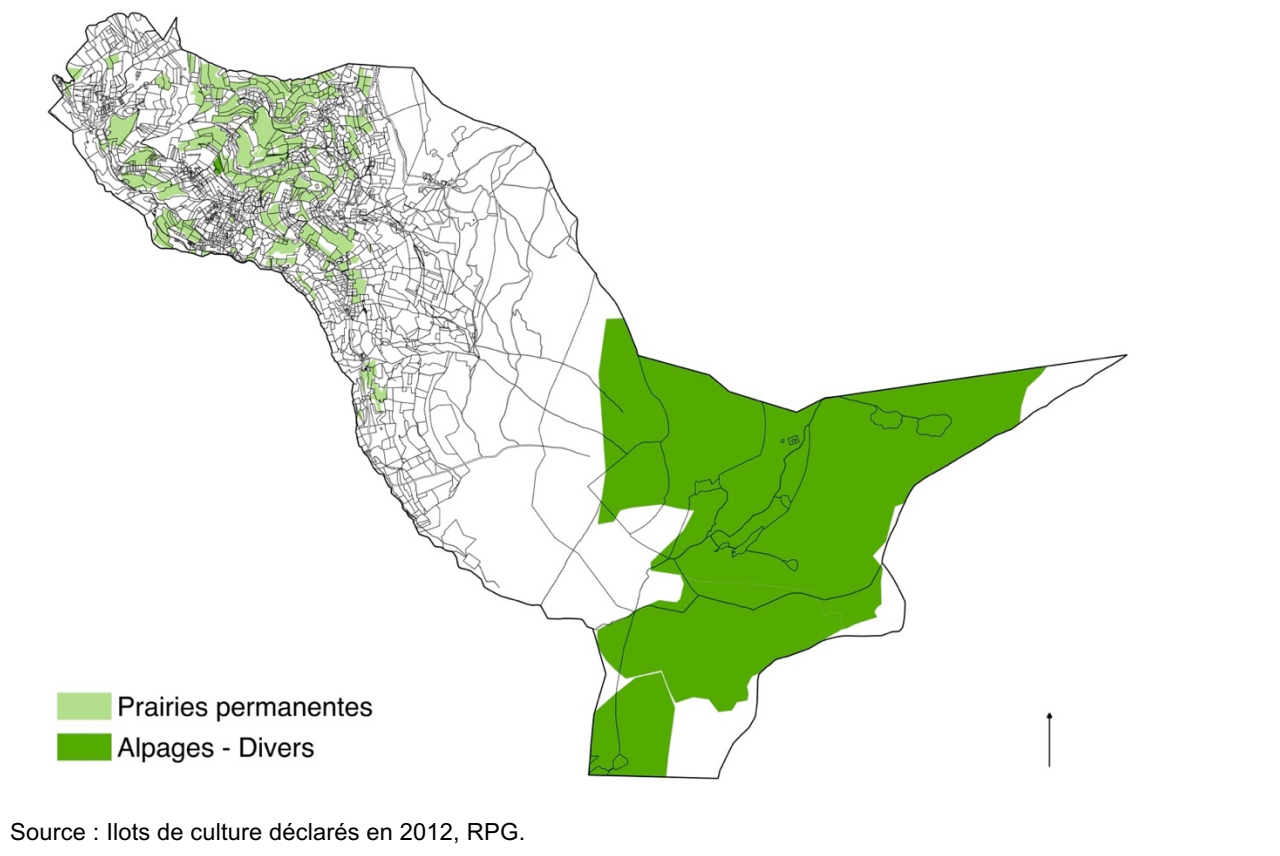 Prairies permanentes
Alpages - Divers
Source : Ilots de culture déclarés en 2012, RPG.